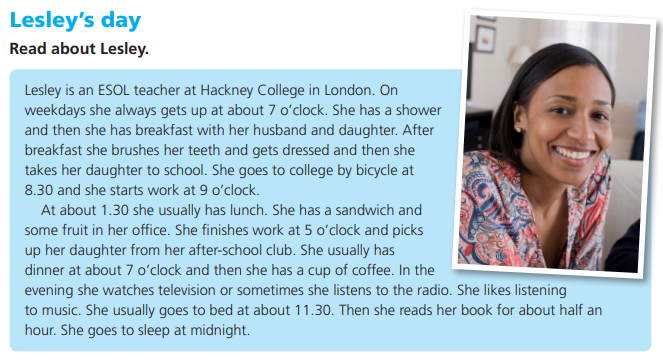 Lesley's day
Read about Lesley.
Lesley is an ESOL teacher at Hackney College in London. On
weekdays she always gets up at about 7 o'clock. She has a shower
and then she has breakfast with her husband and daughter. After
breakfast she brushes her teeth and gets dressed and then she
takes her daughter to school. She goes to college by bicycle at
8.30 and she starts work at 9 o'clock.
At about 1.30 she usually has lunch. She has a sandwich and
some fruit in her office. She finishes work at 5 o'clock and picks
up her daughter from her after-school club. She usually has
dinner at about 7 o'clock and then she has a cup of coffee. In the
evening she watches television or sometimes she listens to the radio. She likes listening
to music. She usually goes to bed at about 11.30. Then she reads her book for about half an
hour. She goes to sleep at midnight.